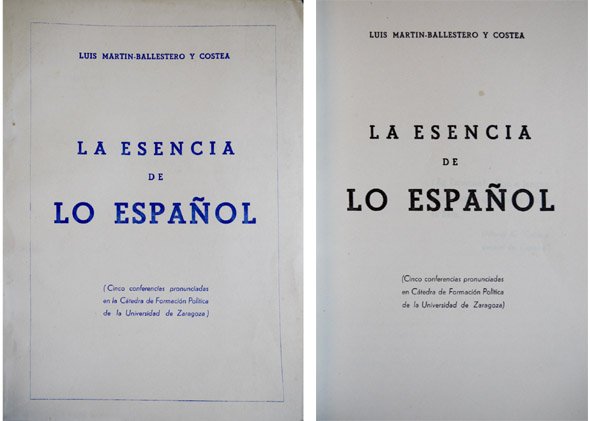 LUIS MARTIN-BALLESTERO Y COSTEA
LA ESENCIA
DE
LO ESPAÑOL
(Cinco conferencias pronunciadas
en la Cátedra de Formación Política
de la Universidad de Zaragoza)
LUIS MARTIN-BALLESTERO Y COSTEA
LA ESENCIA
DE
LO ESPAÑOL
(Cinco conferencias pronunciadas
en Cátedra de Formación Política
de la Universidad de Zaragoza)